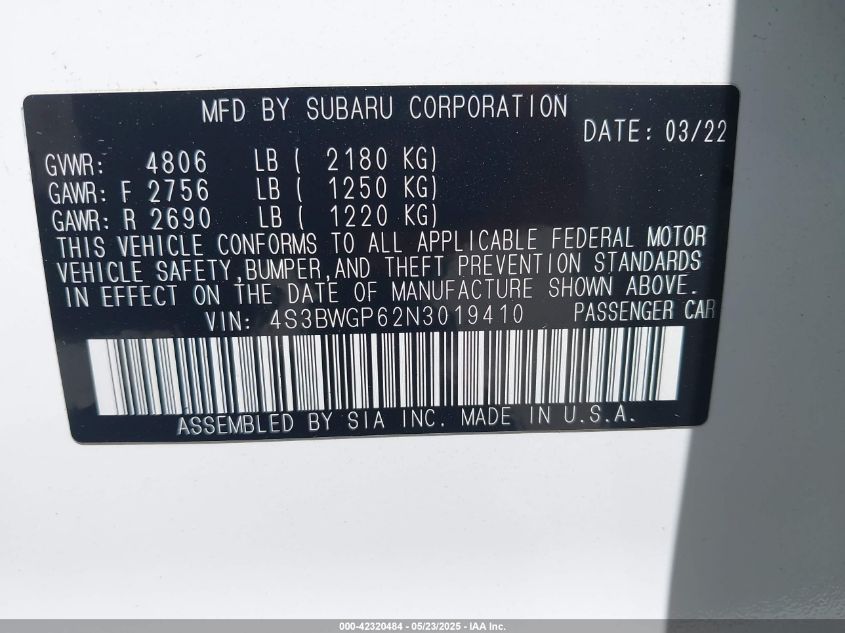 MFD BY SUBARU CORPORATION
DATE: 03/22
GVWR: 4806 LB ( 2180 KG)
GAWR: F 2756 LB ( 1250 KG)
GAWR: R 2690 LB ( 1220 KG)
THIS VEHICLE CONFORMS TO ALL APPLICABLE FEDERAL MOTOR
VEHICLE SAFETY,BUMPER,AND THEFT PREVENTION STANDARDS
IN EFFECT ON THE DATE OF MANUFACTURE SHOWN ABOVE.
VIN: 4S3BWGP62N3019410 PASSENGER CAR
ASSEMBLED BY SIA INC. MADE IN U.S.A.
000-42320484 - 05/23/2025 - IAA Inc.